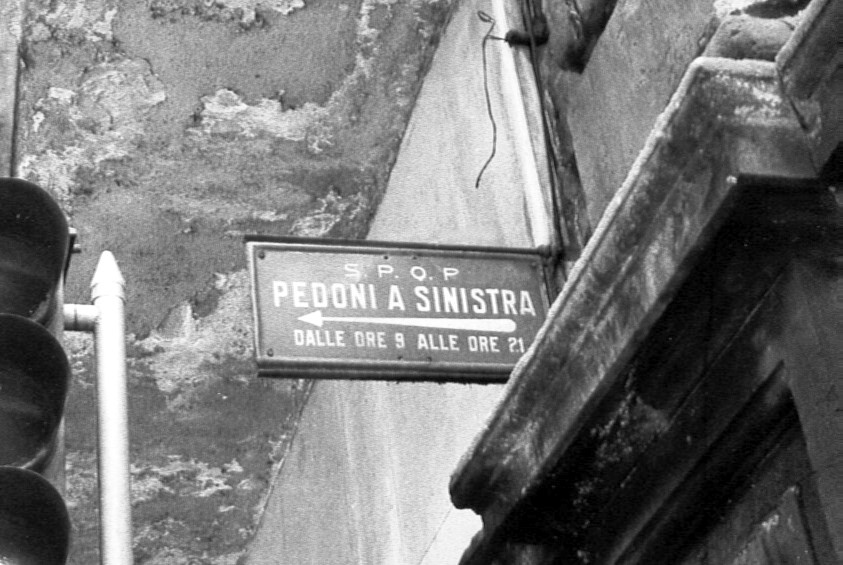 S. P. Q. P
PEDONI A SINISTRA
DALLE ORE 9 ALLE ORE 21